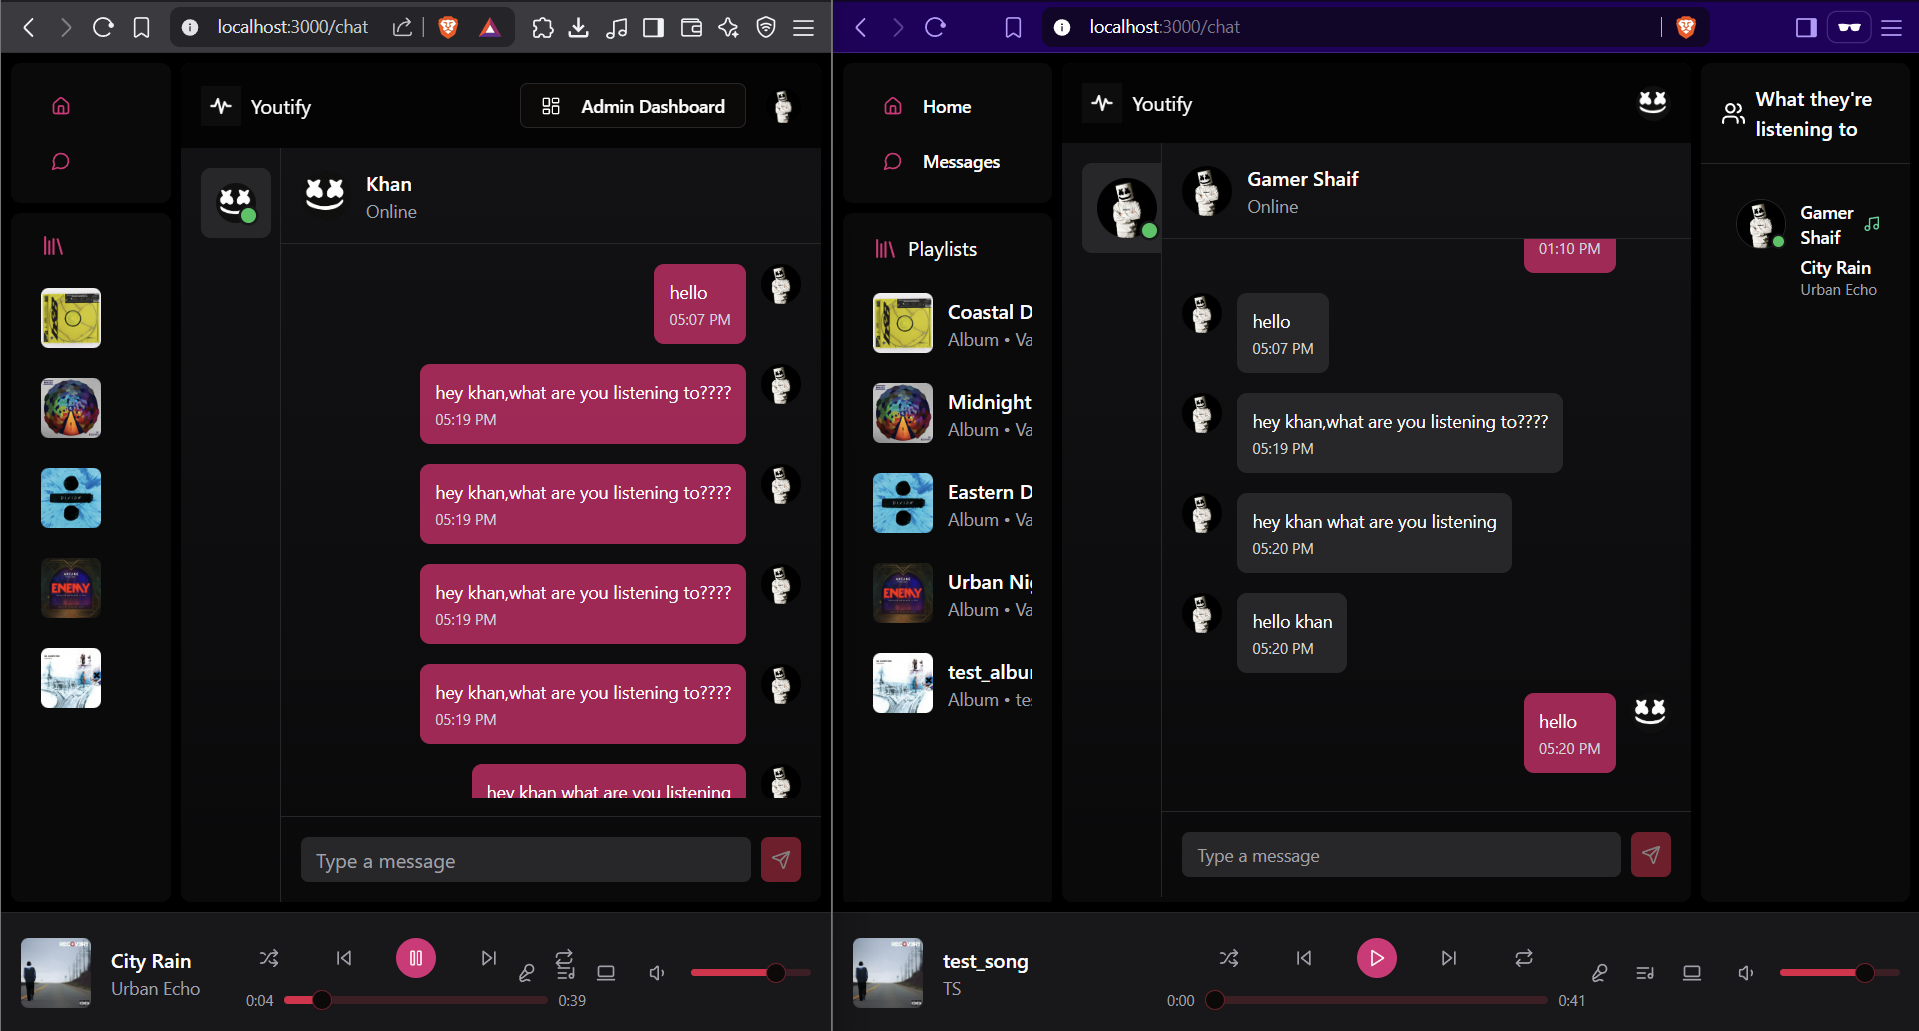 localhost:3000/chat
Youtify
Admin Dashboard
Khan
Online
hello
05:07 PM
hey khan,what are you listening to????
05:19 PM
hey khan,what are you listening to????
05:19 PM
hey khan,what are you listening to????
05:19 PM
hey khan,what are you listening to????
05:19 PM
hey khan what are you listening
Type a message
ENEMY
City Rain
Urban Echo
0:04
0:39
localhost:3000/chat
Home
Messages
Playlists
Coastal D
Album • Va
Midnight
Album • Va
Eastern D
Album • Va
ENEMY
Urban Nig
Album • Va
test_albu
Album • te
Youtify
Gamer Shaif
Online
01:10 PM
hello
05:07 PM
hey khan,what are you listening to????
05:19 PM
hey khan what are you listening
05:20 PM
hello khan
05:20 PM
hello
05:20 PM
Type a message
What they're
listening to
Gamer
Shaif
City Rain
Urban Echo
test_song
TS
0:00
0:41